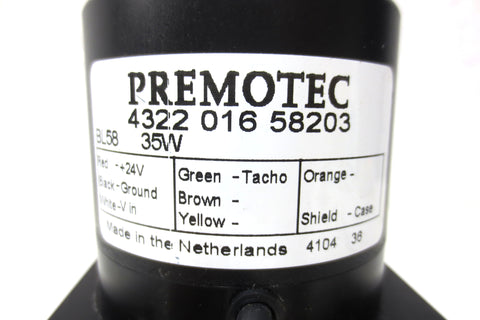 PREMOTEC
4322 016 58203
BL58 35W
Red -+24V
Black-Ground
White-V in
Green -Tacho
Brown -
Yellow -
Orange -
Shield -Case
Made in the Netherlands 4104 36